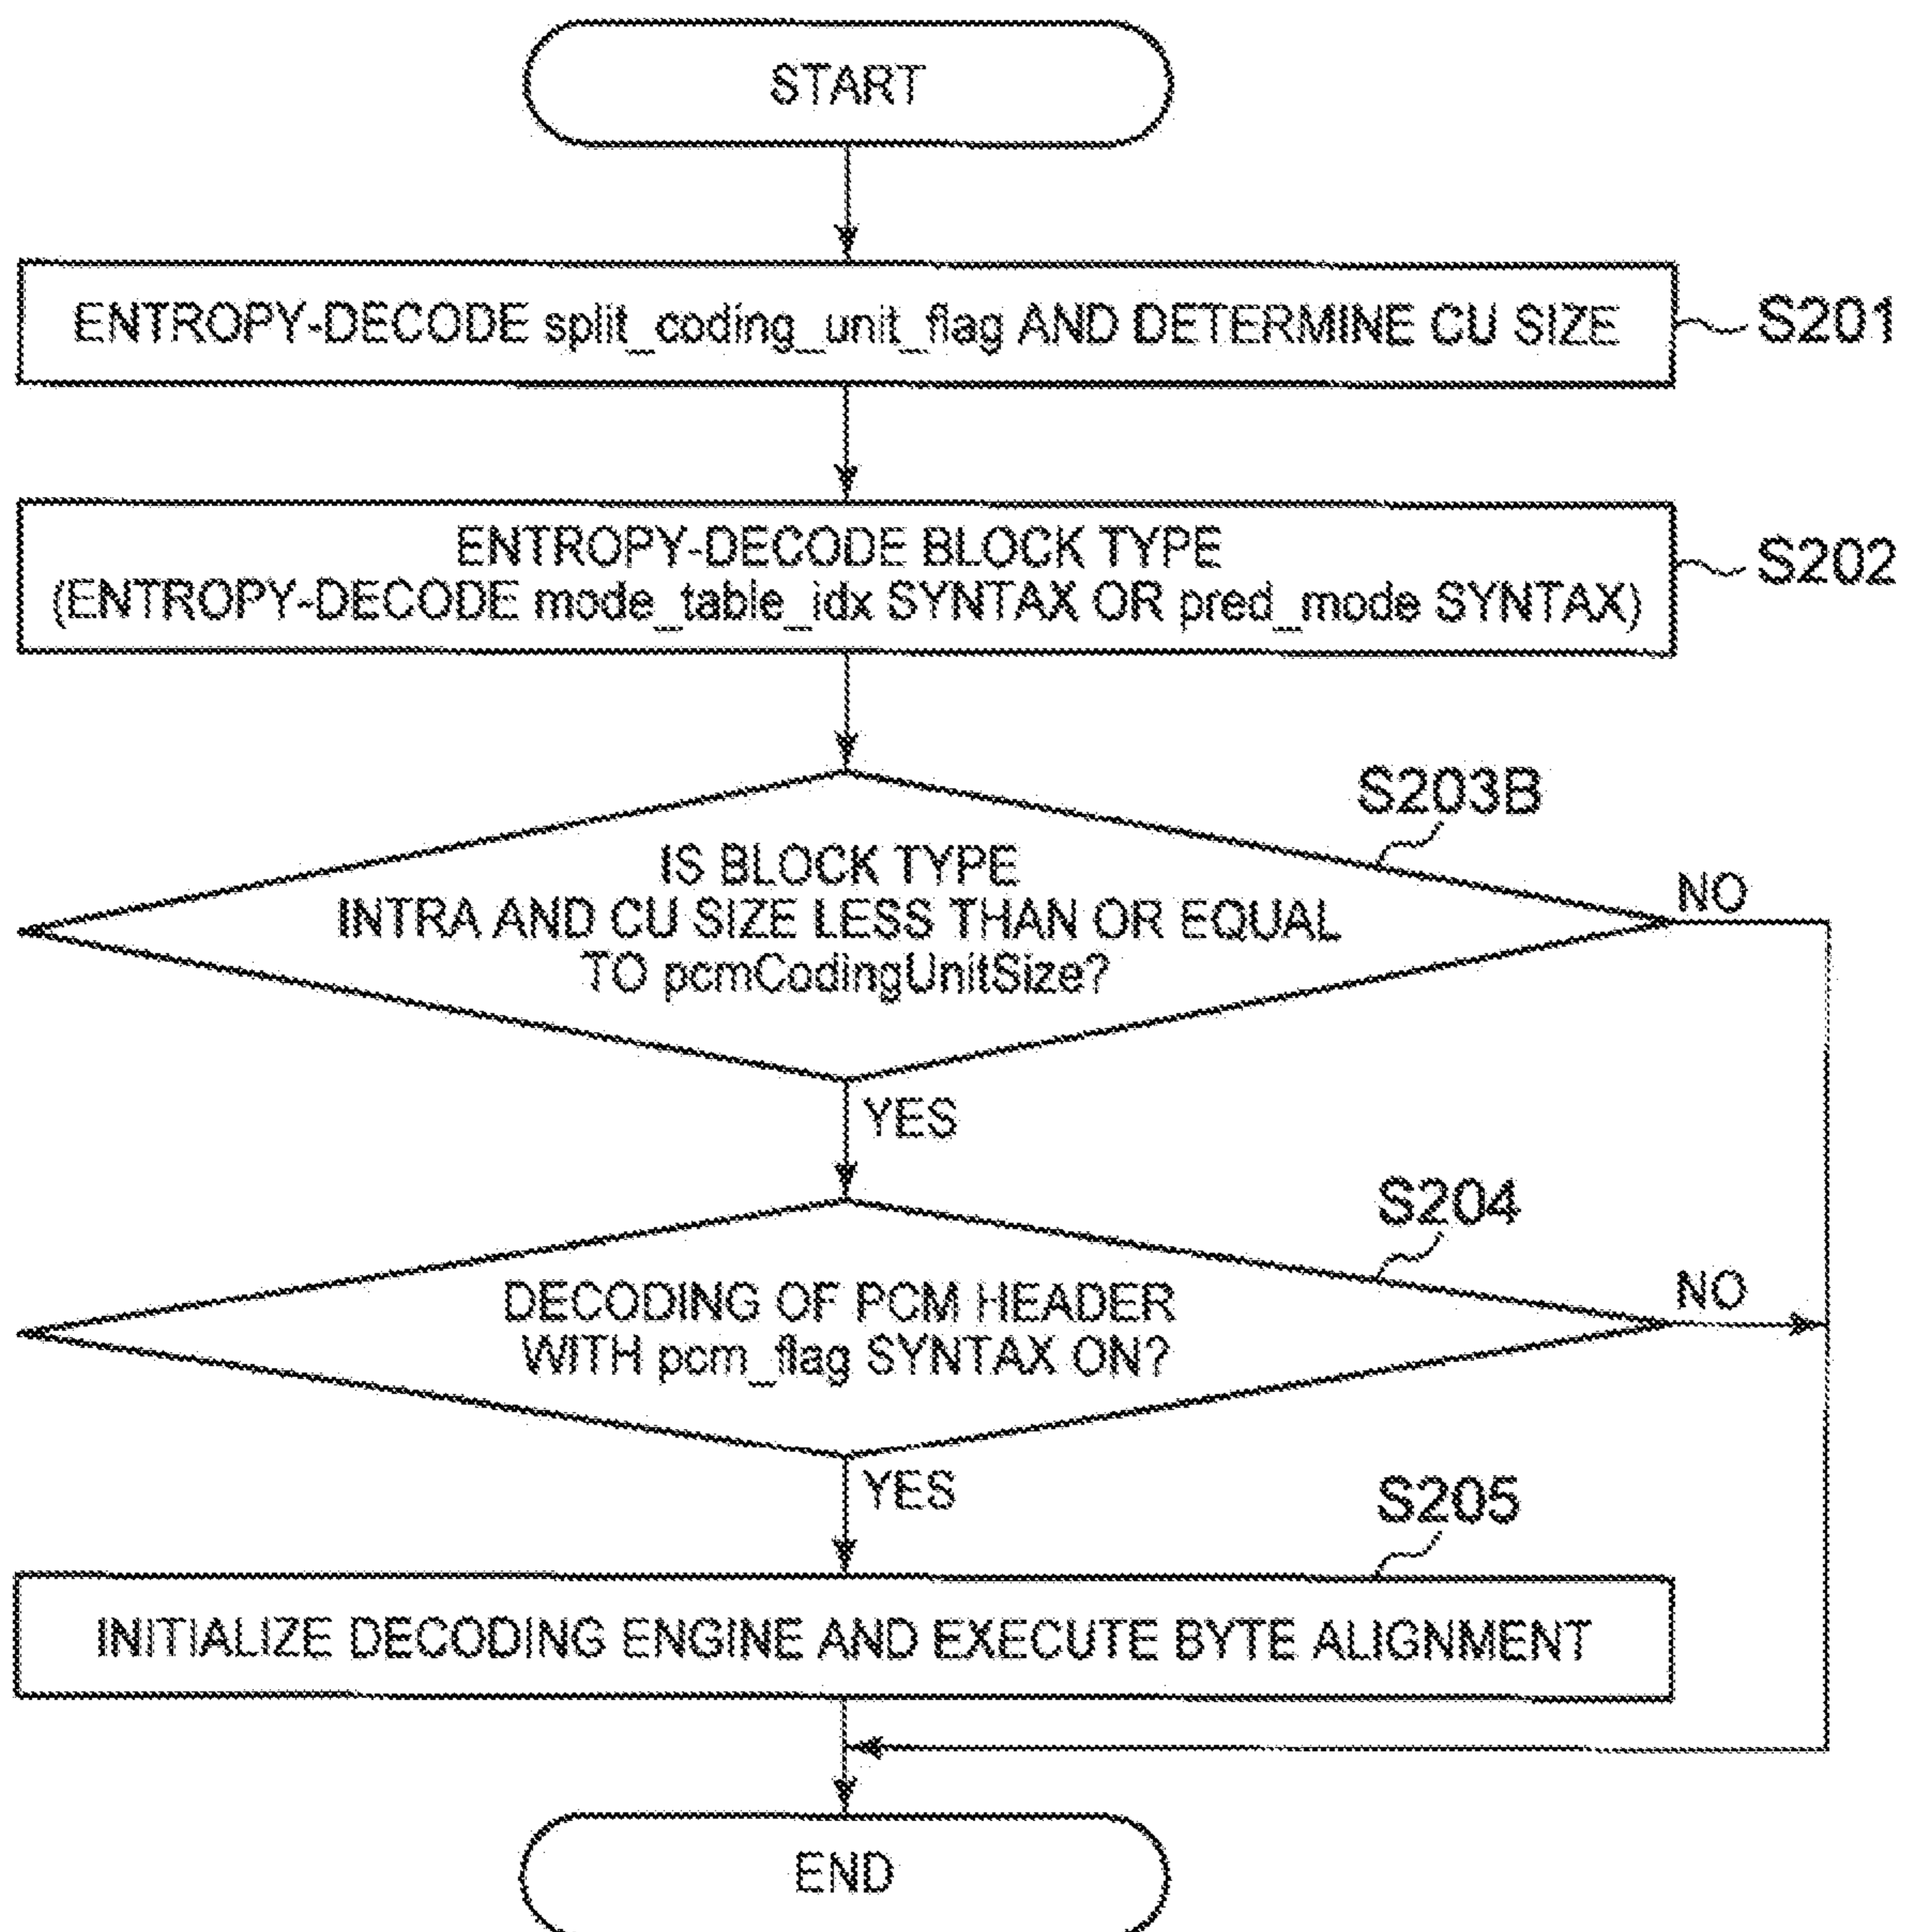 START
ENTROPY-DECODE split_coding_unit_flag AND DETERMINE CU SIZE
S201
ENTROPY-DECODE BLOCK TYPE
(ENTROPY-DECODE mode_table_idx SYNTAX OR pred_mode SYNTAX)
S202
S203B
IS BLOCK TYPE
INTRA AND CU SIZE LESS THAN OR EQUAL
TO pcmCodingUnitSize?
NO
YES
S204
DECODING OF PCM HEADER
WITH pcm_flag SYNTAX ON?
NO
YES
S205
INITIALIZE DECODING ENGINE AND EXECUTE BYTE ALIGNMENT
END